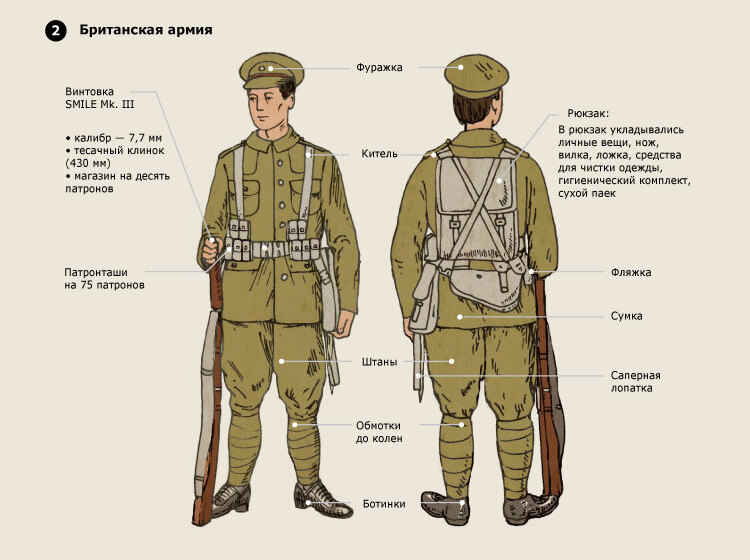 2 Британская армия
Фуражка
Винтовка
SMILE Mk. III
• калибр — 7,7 мм
• тесачный клинок
(430 мм)
• магазин на десять
патронов
Китель
Рюкзак:
В рюкзак укладывались
личные вещи, нож,
вилка, ложка, средства
для чистки одежды,
гигиенический комплект,
сухой паек
Патронташи
на 75 патронов
Фляжка
Сумка
Штаны
Саперная
лопатка
Обмотки
до колен
Ботинки